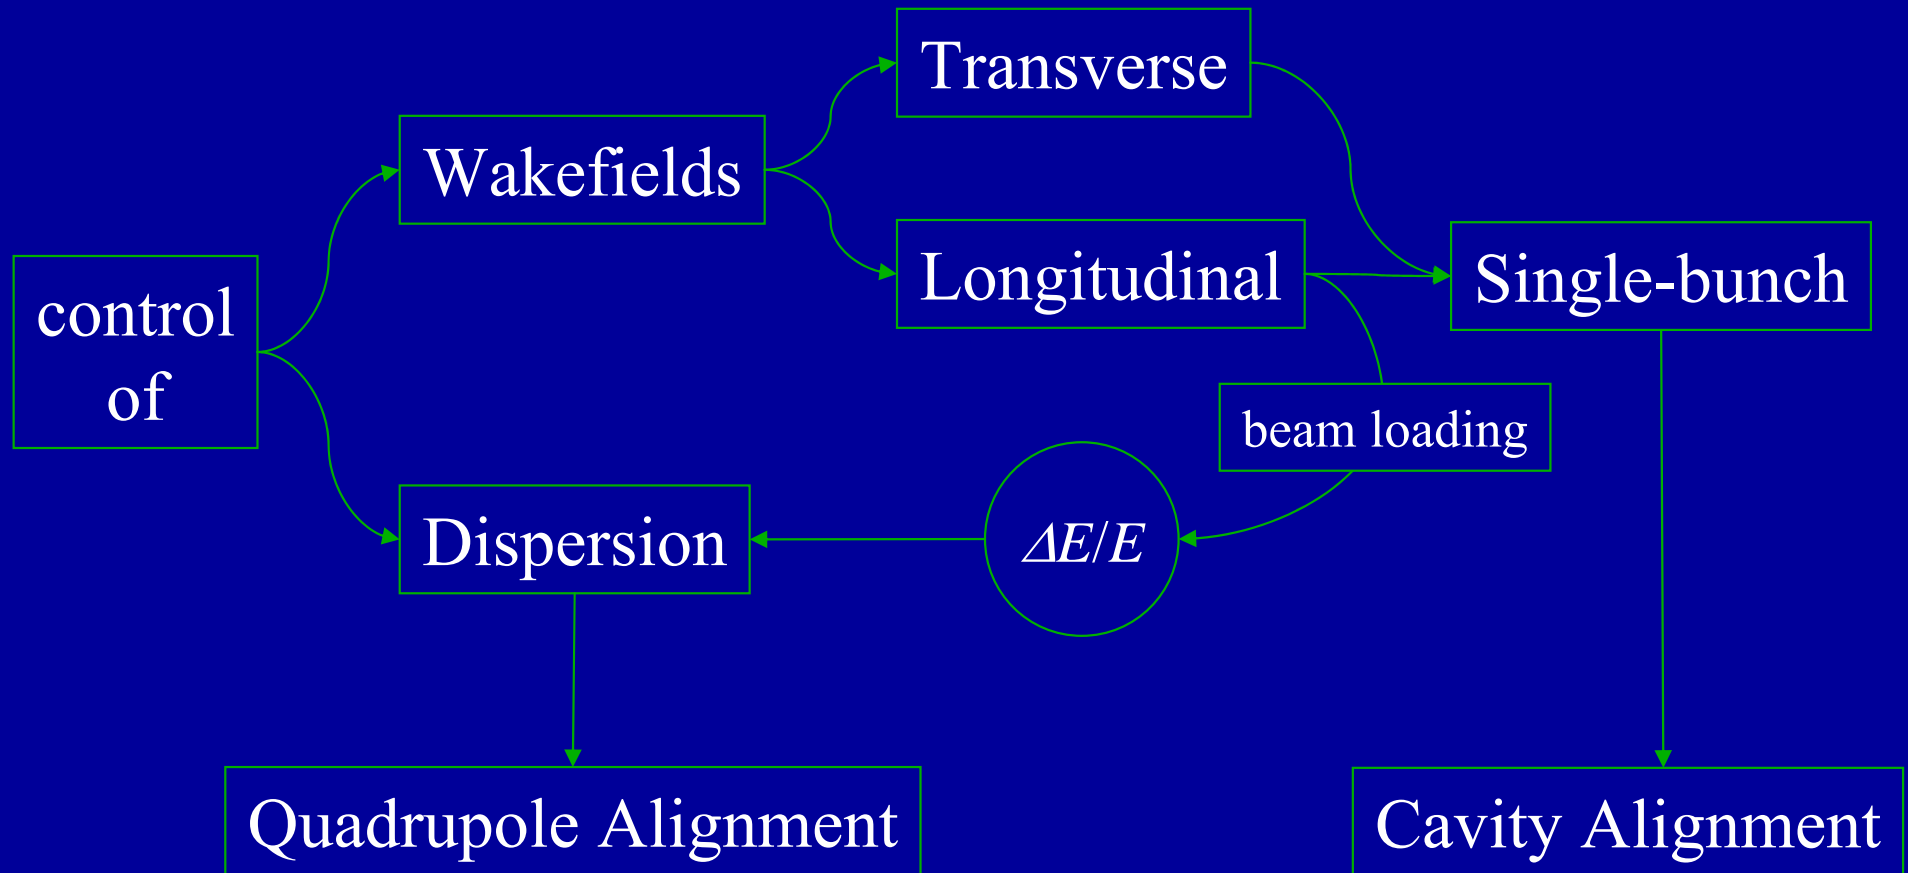 Transverse
Wakefields
Longitudinal
Single-bunch
control
of
beam loading
Dispersion
ΔE/E
Quadrupole Alignment
Cavity Alignment